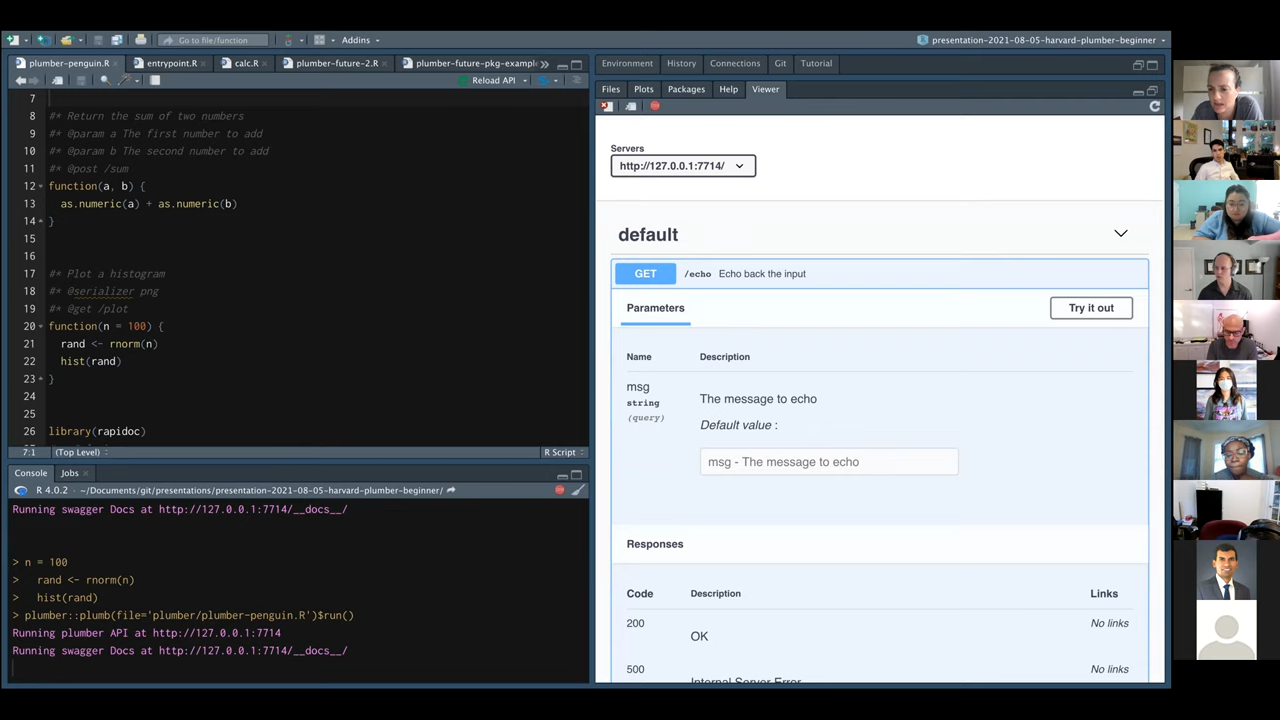 Go to file/function
Addins
presentation-2021-08-05-harvard-plumber-beginner
plumber-penguin.R
entrypoint.R
calc.R
plumber-future-2.R
plumber-future-pkg-example
Reload API
7
8 #* Return the sum of two numbers
9 #* @param a The first number to add
10 #* @param b The second number to add
11 #* @post /sum
12 function(a, b) {
13 as.numeric(a) + as.numeric(b)
14 }
15
16
17 #* Plot a histogram
18 #* @serializer png
19 #* @get /plot
20 function(n = 100) {
21 rand <- rnorm(n)
22 hist(rand)
23 }
24
25
26 library(rapidoc)
7:1 (Top Level) R Script
Console Jobs
R 4.0.2 · ~/Documents/git/presentations/presentation-2021-08-05-harvard-plumber-beginner/
Running swagger Docs at http://127.0.0.1:7714/__docs__/
> n = 100
> rand <- rnorm(n)
> hist(rand)
> plumber::plumb(file='plumber/plumber-penguin.R')$run()
Running plumber API at http://127.0.0.1:7714
Running swagger Docs at http://127.0.0.1:7714/__docs__/
Environment History Connections Git Tutorial
Files Plots Packages Help Viewer
Servers
http://127.0.0.1:7714/
default
GET /echo Echo back the input
Parameters
Try it out
Name Description
msg
string
(query)
The message to echo
Default value :
msg - The message to echo
Responses
Code Description Links
200 OK No links
500 Internal Server Error No links